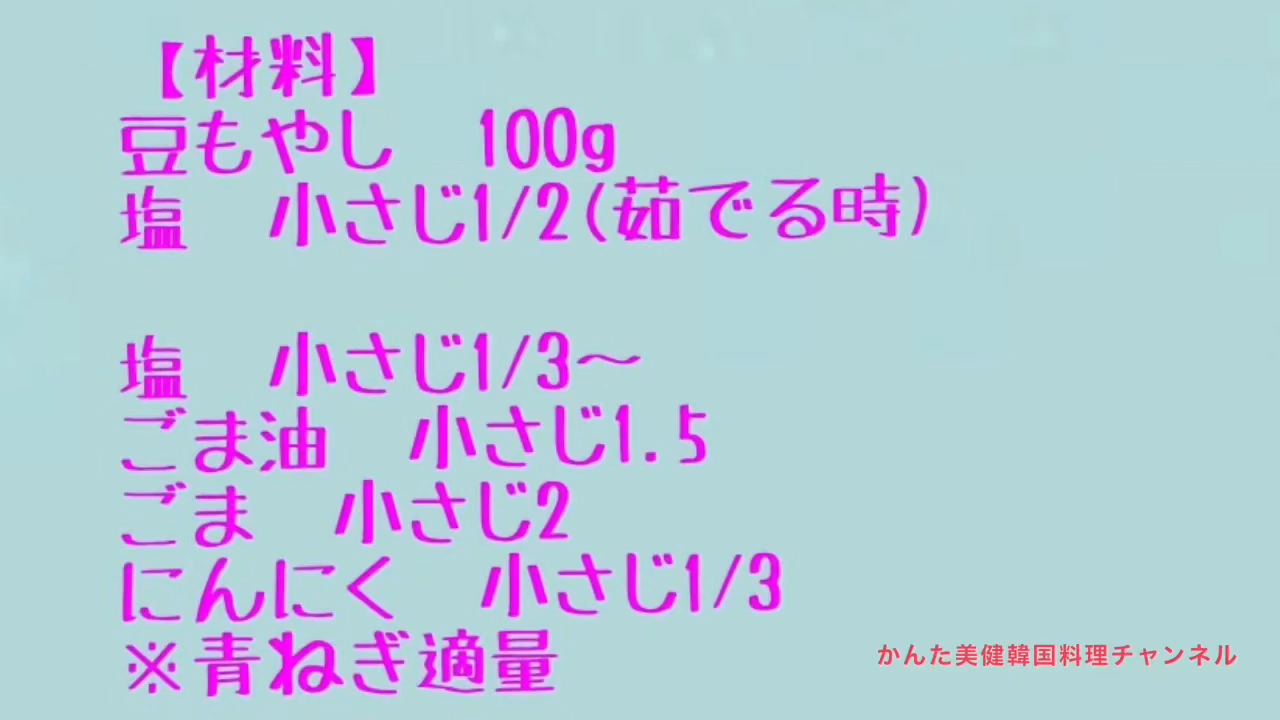 【材料】
豆もやし　100g
塩　小さじ1/2(茹でる時)
塩　小さじ1/3～
ごま油　小さじ1.5
ごま　小さじ2
にんにく　小さじ1/3
※青ねぎ適量
かんた美健韓国料理チャンネル